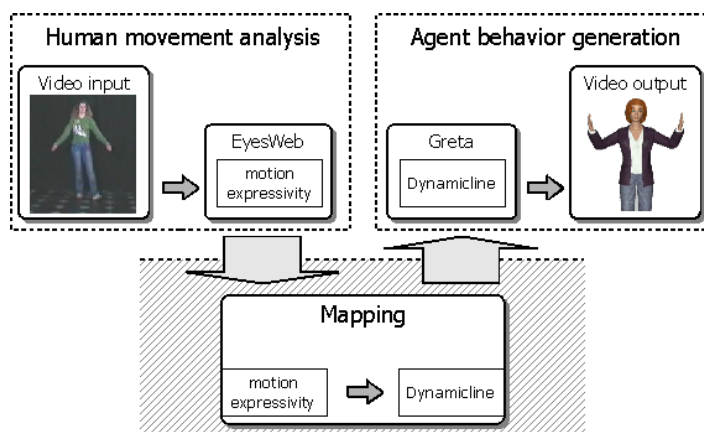 Human movement analysis
Video input
EyesWeb
motion
expressivity
Agent behavior generation
Video output
Greta
Dynamicline
Mapping
motion
expressivity
Dynamicline